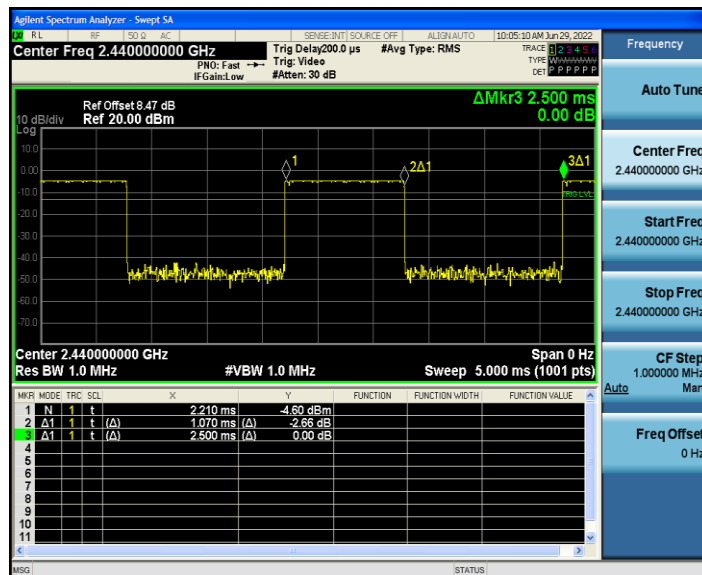 Agilent Spectrum Analyzer - Swept SA
RL RF 50 Ω AC SENSE:INT SOURCE OFF ALIGNAUTO 10:05:10 AM Jun 29, 2022
Center Freq 2.440000000 GHz
PNO: Fast
IFGain:Low
Trig Delay200.0 µs
Trig: Video
#Atten: 30 dB
#Avg Type: RMS
TRACE 1 2 3 4 5 6
TYPE
DET P P P P P P
Ref Offset 8.47 dB
10 dB/div Ref 20.00 dBm
Log
ΔMkr3 2.500 ms
0.00 dB
10.0
0.00
-10.0
-20.0
-30.0
-40.0
-50.0
-60.0
-70.0
1
2Δ1
3Δ1
TRIG LVL
Center 2.440000000 GHz Span 0 Hz
Res BW 1.0 MHz #VBW 1.0 MHz Sweep 5.000 ms (1001 pts)
MKR MODE TRC SCL X Y FUNCTION FUNCTION WIDTH FUNCTION VALUE
1 N 1 t 2.210 ms -4.60 dBm
2 Δ1 1 t (Δ) 1.070 ms (Δ) -2.66 dB
3 Δ1 1 t (Δ) 2.500 ms (Δ) 0.00 dB
4
5
6
7
8
9
10
11
MSG STATUS
Frequency
Auto Tune
Center Freq
2.440000000 GHz
Start Freq
2.440000000 GHz
Stop Freq
2.440000000 GHz
CF Step
1.000000 MHz
Auto Man
Freq Offset
0 Hz